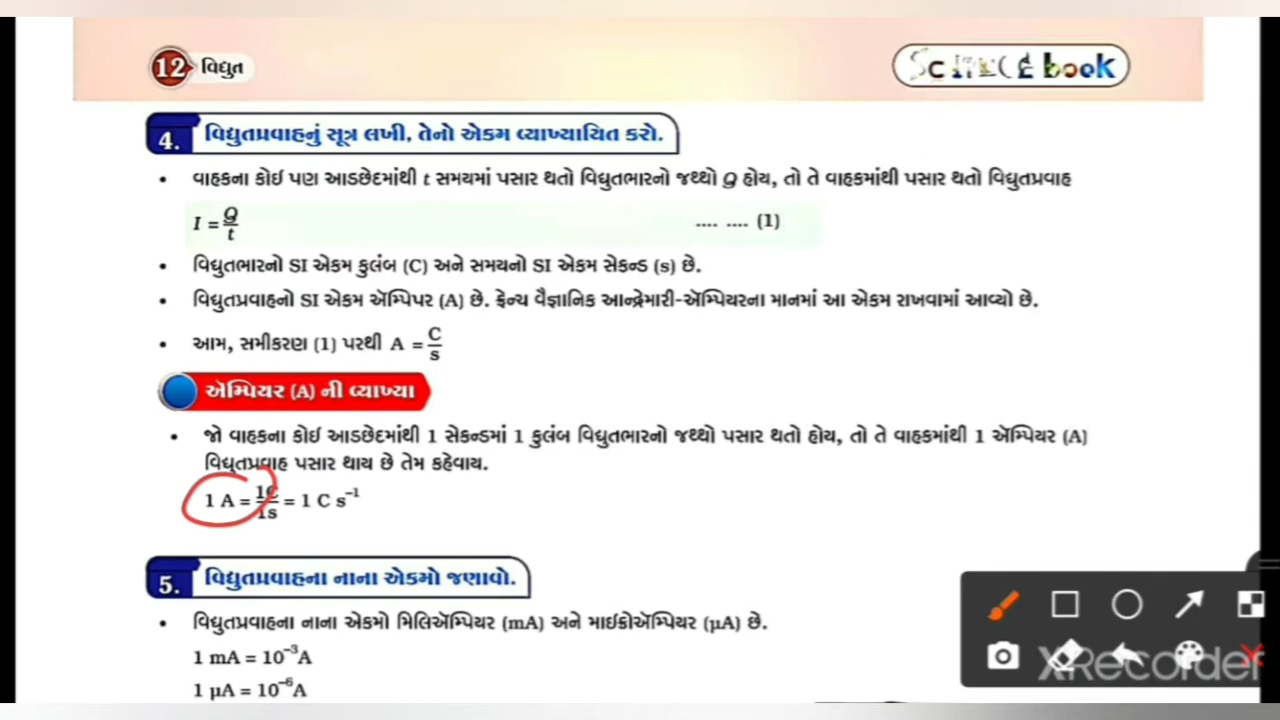 12 વિદ્યુત
SCIENCE book
4. વિદ્યુતપ્રવાહનું સૂત્ર લખી, તેનો એકમ વ્યાખ્યાયિત કરો.
• વાહકના કોઈ પણ આડછેદમાંથી t સમયમાં પસાર થતો વિદ્યુતભારનો જથ્થો Q હોય, તો તે વાહકમાંથી પસાર થતો વિદ્યુતપ્રવાહ
I = Q/t .... .... (1)
• વિદ્યુતભારનો SI એકમ કુલંબ (C) અને સમયનો SI એકમ સેકન્ડ (s) છે.
• વિદ્યુતપ્રવાહનો SI એકમ ઍમ્પિપર (A) છે. ફ્રેન્ચ વૈજ્ઞાનિક આન્દ્રેમારી-ઍમ્પિયરના માનમાં આ એકમ રાખવામાં આવ્યો છે.
• આમ, સમીકરણ (1) પરથી A = C/s
ઍમ્પિયર (A) ની વ્યાખ્યા
• જો વાહકના કોઈ આડછેદમાંથી 1 સેકન્ડમાં 1 કુલંબ વિદ્યુતભારનો જથ્થો પસાર થતો હોય, તો તે વાહકમાંથી 1 ઍમ્પિયર (A)
વિદ્યુતપ્રવાહ પસાર થાય છે તેમ કહેવાય.
1 A = 1C/1s = 1 C s⁻¹
5. વિદ્યુતપ્રવાહના નાના એકમો જણાવો.
• વિદ્યુતપ્રવાહના નાના એકમો મિલિઍમ્પિયર (mA) અને માઈક્રોઍમ્પિયર (µA) છે.
1 mA = 10⁻³A
1 µA = 10⁻⁶A
XRecorder